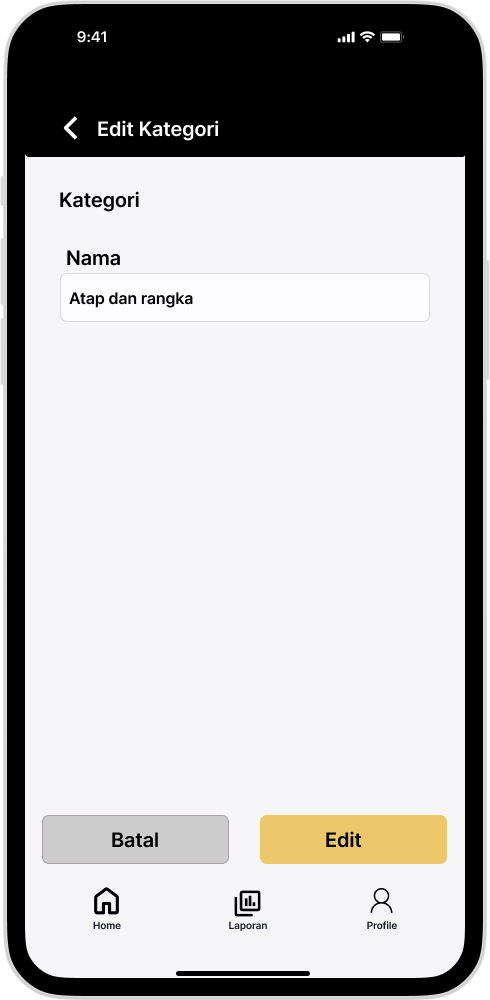 9:41
Edit Kategori
Kategori
Nama
Atap dan rangka
Batal Edit
Home Laporan Profile